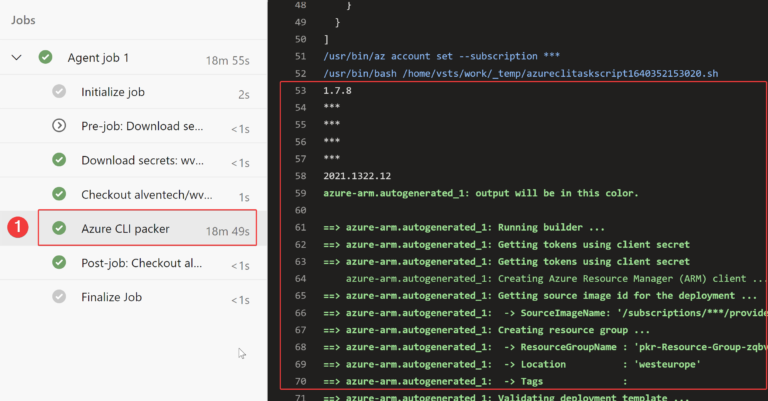 Jobs
Agent job 1 18m 55s
Initialize job 2s
Pre-job: Download se... <1s
Download secrets: wv... <1s
Checkout alventech/wv... 1s
1 Azure CLI packer 18m 49s
Post-job: Checkout al... <1s
Finalize Job <1s
48 }
49 }
50 ]
51 /usr/bin/az account set --subscription ***
52 /usr/bin/bash /home/vsts/work/_temp/azureclitaskscript1640352153020.sh
53 1.7.8
54 ***
55 ***
56 ***
57 ***
58 2021.1322.12
59 azure-arm.autogenerated_1: output will be in this color.
60
61 ==> azure-arm.autogenerated_1: Running builder ...
62 ==> azure-arm.autogenerated_1: Getting tokens using client secret
63 ==> azure-arm.autogenerated_1: Getting tokens using client secret
64 azure-arm.autogenerated_1: Creating Azure Resource Manager (ARM) client ...
65 ==> azure-arm.autogenerated_1: Getting source image id for the deployment ...
66 ==> azure-arm.autogenerated_1: -> SourceImageName: '/subscriptions/***/provide
67 ==> azure-arm.autogenerated_1: Creating resource group ...
68 ==> azure-arm.autogenerated_1: -> ResourceGroupName : 'pkr-Resource-Group-zqbv
69 ==> azure-arm.autogenerated_1: -> Location : 'westeurope'
70 ==> azure-arm.autogenerated_1: -> Tags :
71 ==> azure-arm.autogenerated_1: Validating deployment template ...